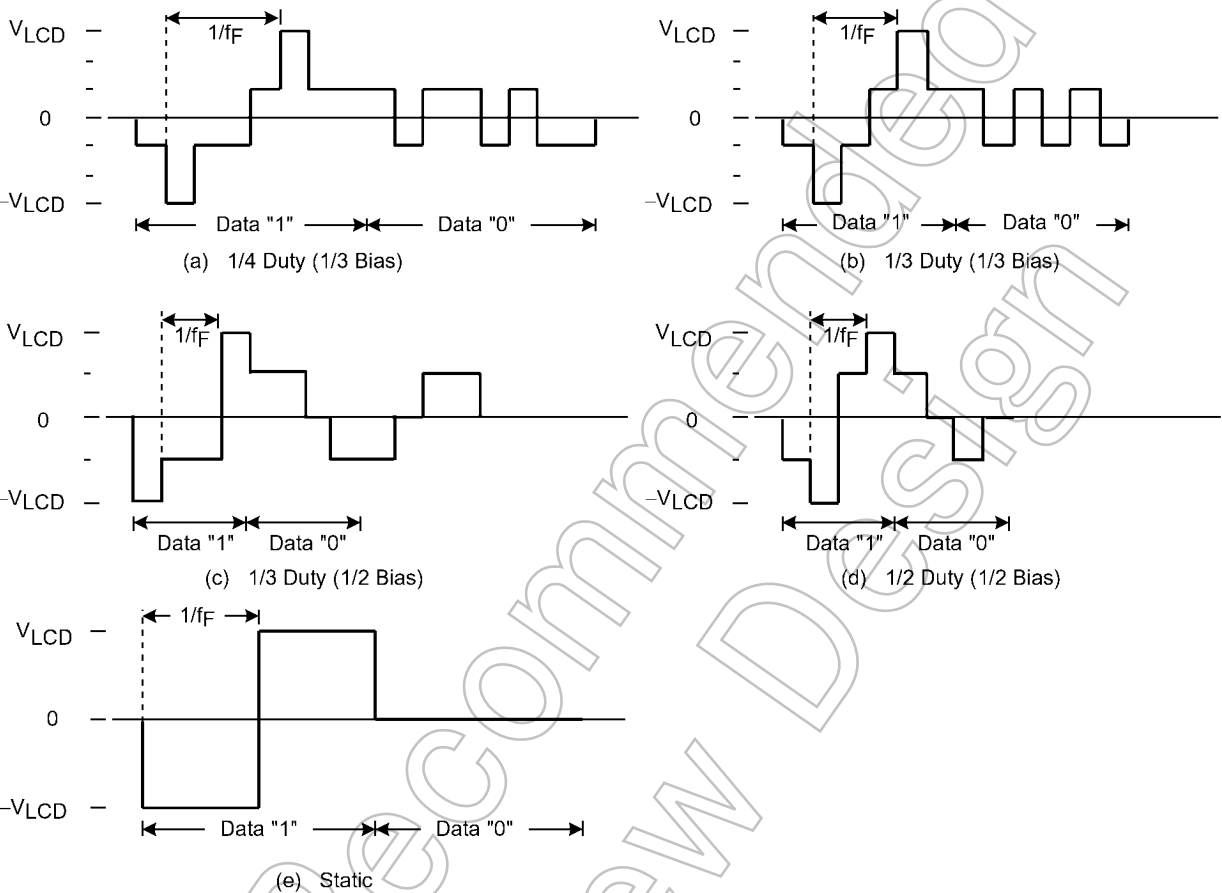 VLCD
1/fF
0
–VLCD
Data "1"
Data "0"
(a) 1/4 Duty (1/3 Bias)
VLCD
1/fF
0
–VLCD
Data "1"
Data "0"
(b) 1/3 Duty (1/3 Bias)
VLCD
1/fF
0
–VLCD
Data "1"
Data "0"
(c) 1/3 Duty (1/2 Bias)
VLCD
1/fF
0
–VLCD
Data "1"
Data "0"
(d) 1/2 Duty (1/2 Bias)
VLCD
1/fF
0
–VLCD
Data "1"
Data "0"
(e) Static
ecommended
ew Design